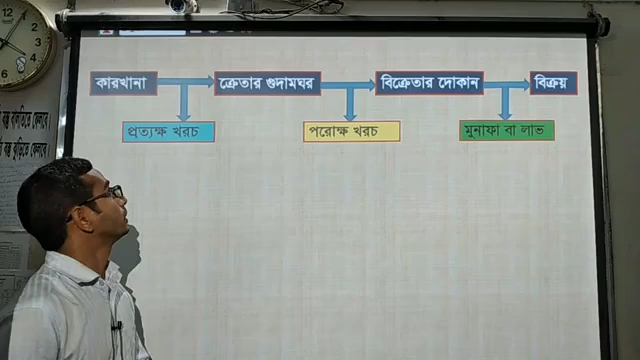 কারখানা
ক্রেতার গুদামঘর
বিক্রেতার দোকান
বিক্রয়
প্রত্যক্ষ খরচ
পরোক্ষ খরচ
মুনাফা বা লাভ